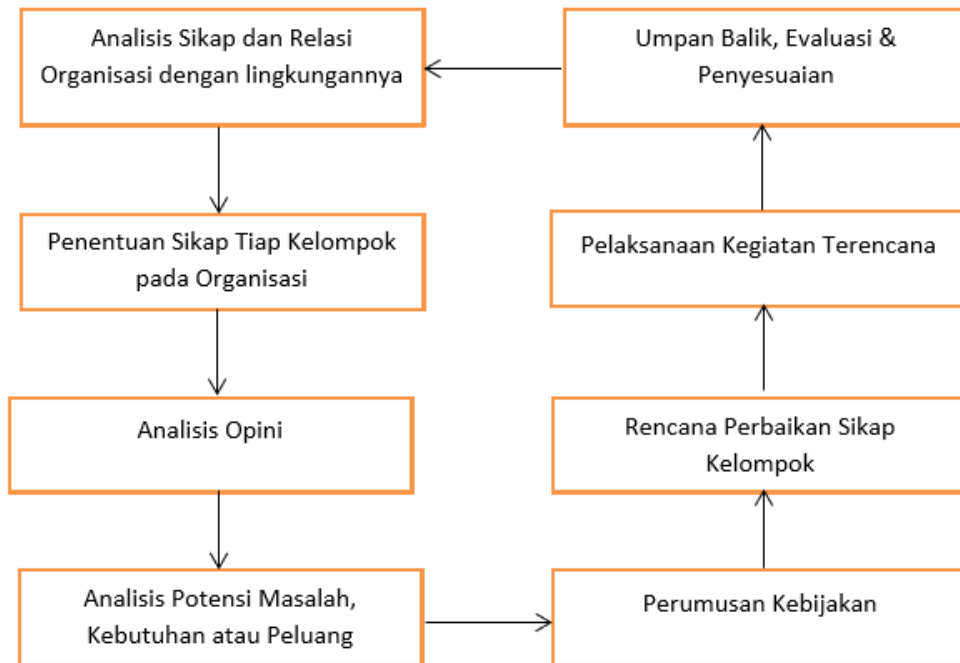 Analisis Sikap dan Relasi
Organisasi dengan lingkungannya
Umpan Balik, Evaluasi &
Penyesuaian
Penentuan Sikap Tiap Kelompok
pada Organisasi
Pelaksanaan Kegiatan Terencana
Analisis Opini
Rencana Perbaikan Sikap
Kelompok
Analisis Potensi Masalah,
Kebutuhan atau Peluang
Perumusan Kebijakan